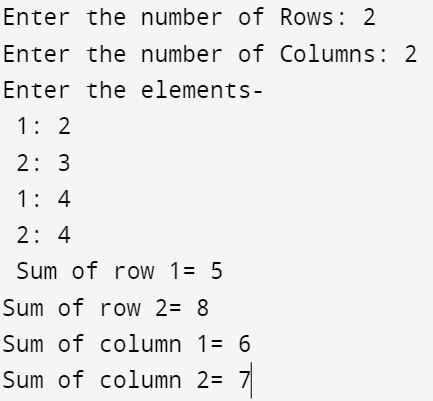 Enter the number of Rows: 2
Enter the number of Columns: 2
Enter the elements-
1: 2
2: 3
1: 4
2: 4
Sum of row 1= 5
Sum of row 2= 8
Sum of column 1= 6
Sum of column 2= 7